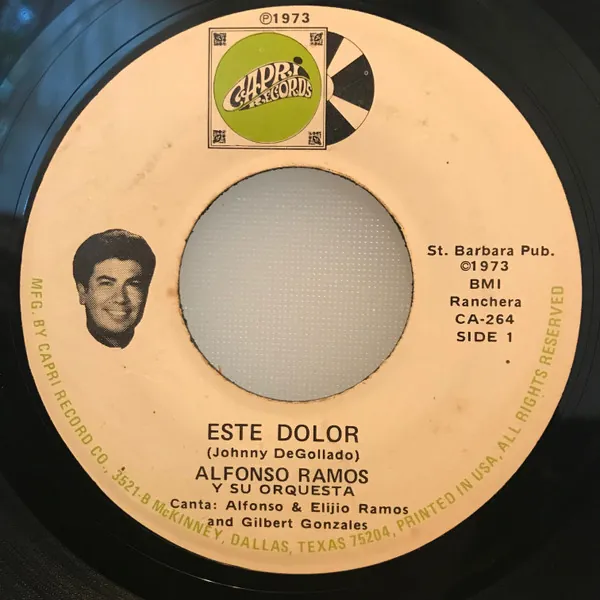 ℗1973
CAPRI
RECORDS
St. Barbara Pub.
©1973
BMI
Ranchera
CA-264
SIDE 1
ESTE DOLOR
(Johnny DeGollado)
ALFONSO RAMOS
Y SU ORQUESTA
Canta: Alfonso & Elijio Ramos
and Gilbert Gonzales
MFG. BY CAPRI RECORD CO., 3521-B McKINNEY, DALLAS, TEXAS 75204, PRINTED IN USA, ALL RIGHTS RESERVED